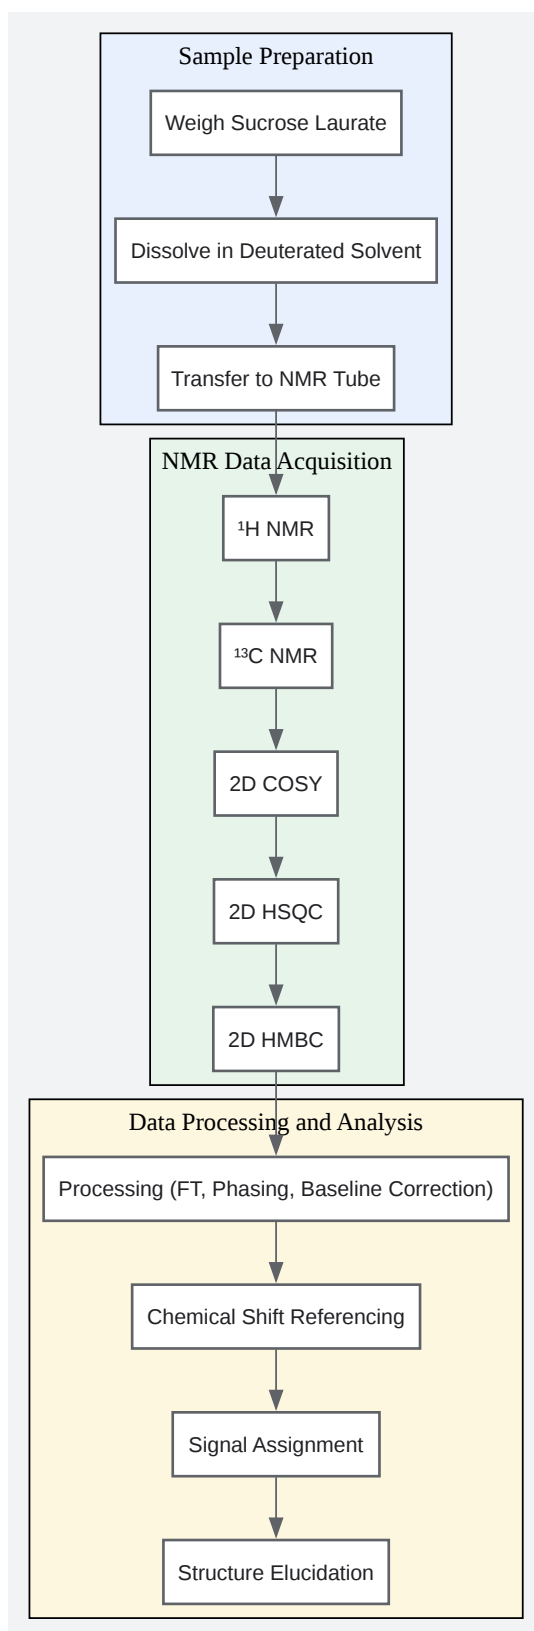 Sample Preparation
Weigh Sucrose Laurate
Dissolve in Deuterated Solvent
Transfer to NMR Tube
NMR Data Acquisition
¹H NMR
¹³C NMR
2D COSY
2D HSQC
2D HMBC
Data Processing and Analysis
Processing (FT, Phasing, Baseline Correction)
Chemical Shift Referencing
Signal Assignment
Structure Elucidation